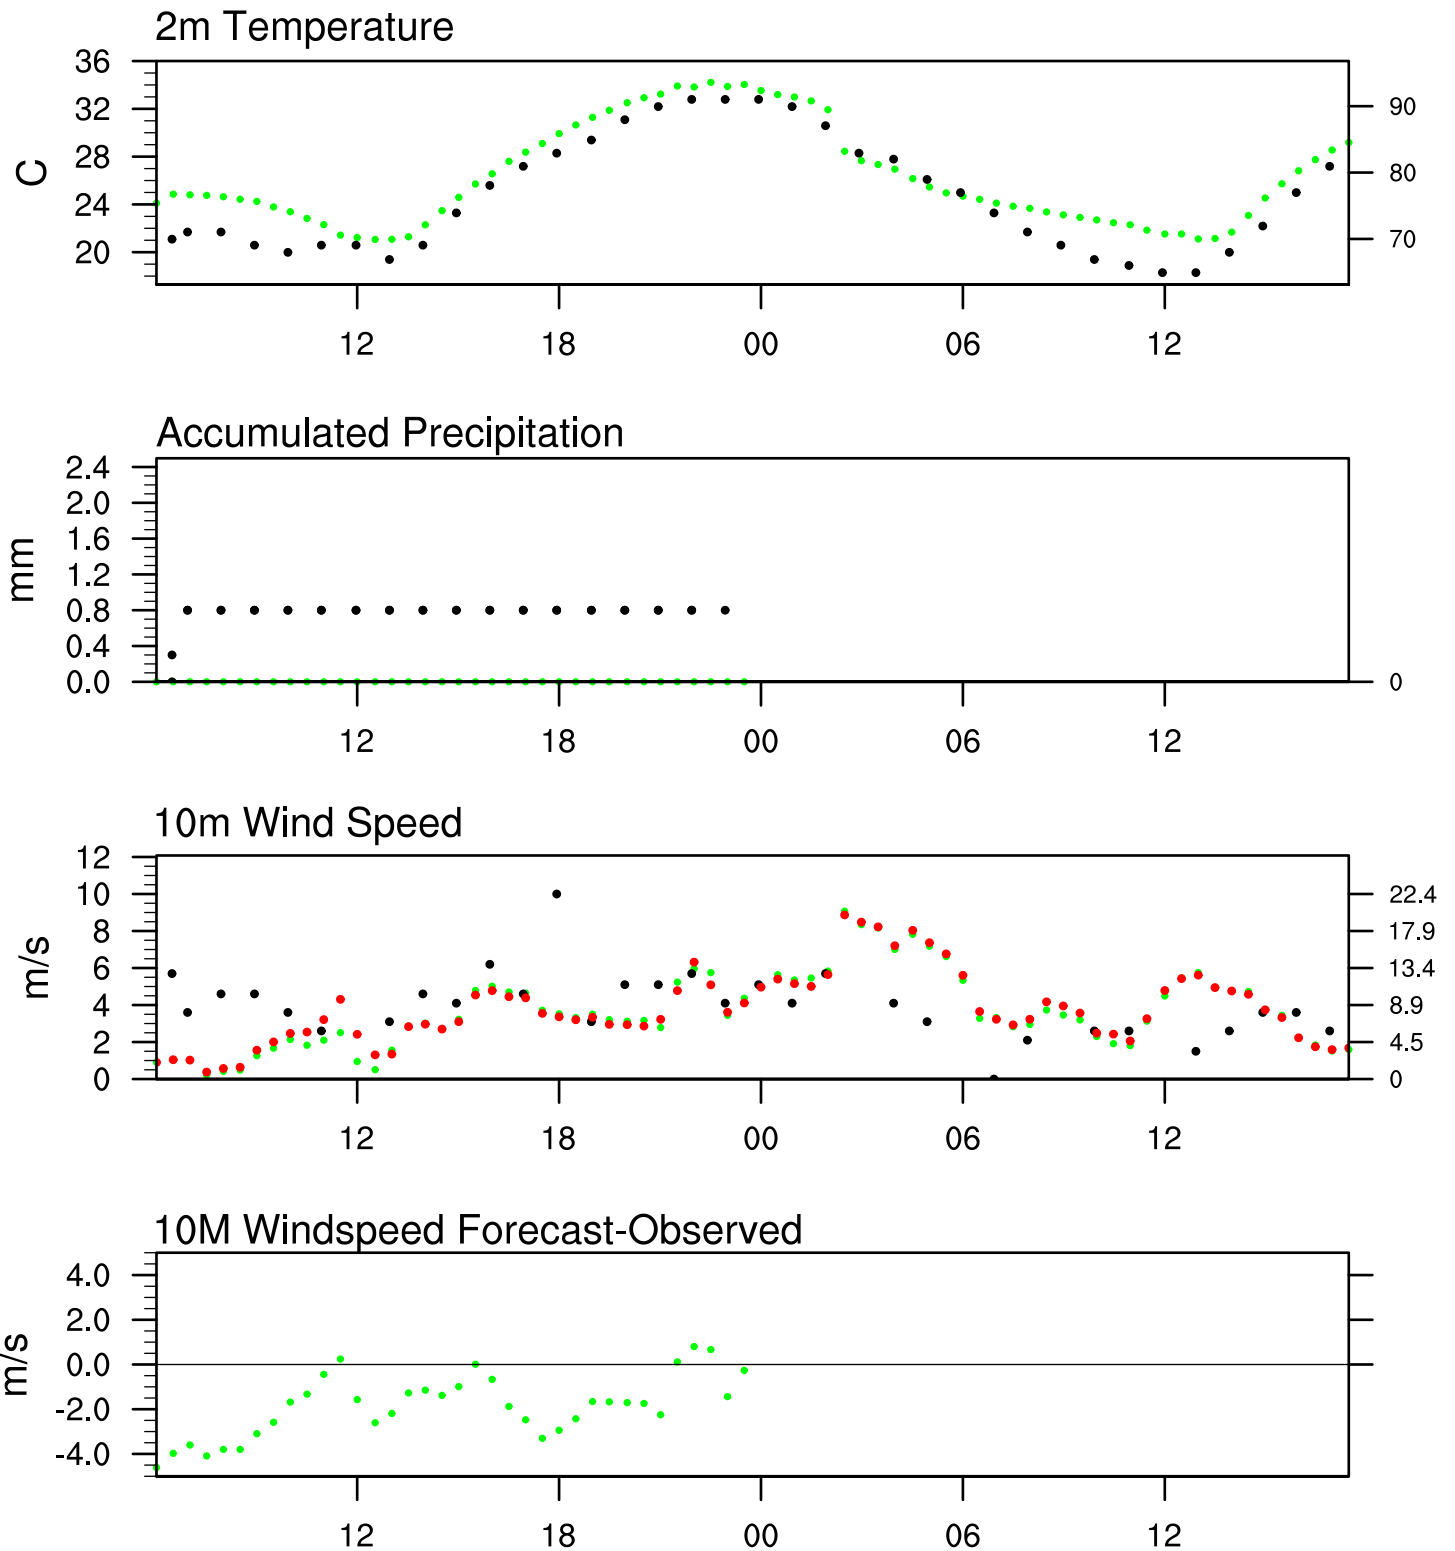 2m Temperature
36
32
28
24
20
C
90
80
70
12 18 00 06 12
Accumulated Precipitation
2.4
2.0
1.6
1.2
0.8
0.4
0.0
mm
0
12 18 00 06 12
10m Wind Speed
12
10
8
6
4
2
0
m/s
22.4
17.9
13.4
8.9
4.5
0
12 18 00 06 12
10M Windspeed Forecast-Observed
4.0
2.0
0.0
-2.0
-4.0
m/s
12 18 00 06 12